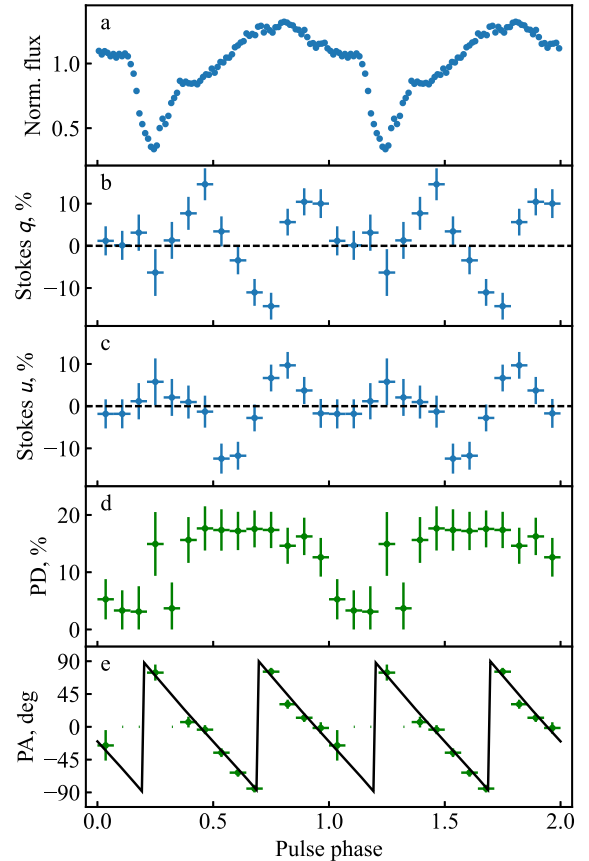 a
Norm. flux
1.0
0.5
b
Stokes q, %
10
0
−10
c
Stokes u, %
10
0
−10
d
PD, %
20
10
0
e
PA, deg
90
45
0
−45
−90
0.0 0.5 1.0 1.5 2.0
Pulse phase